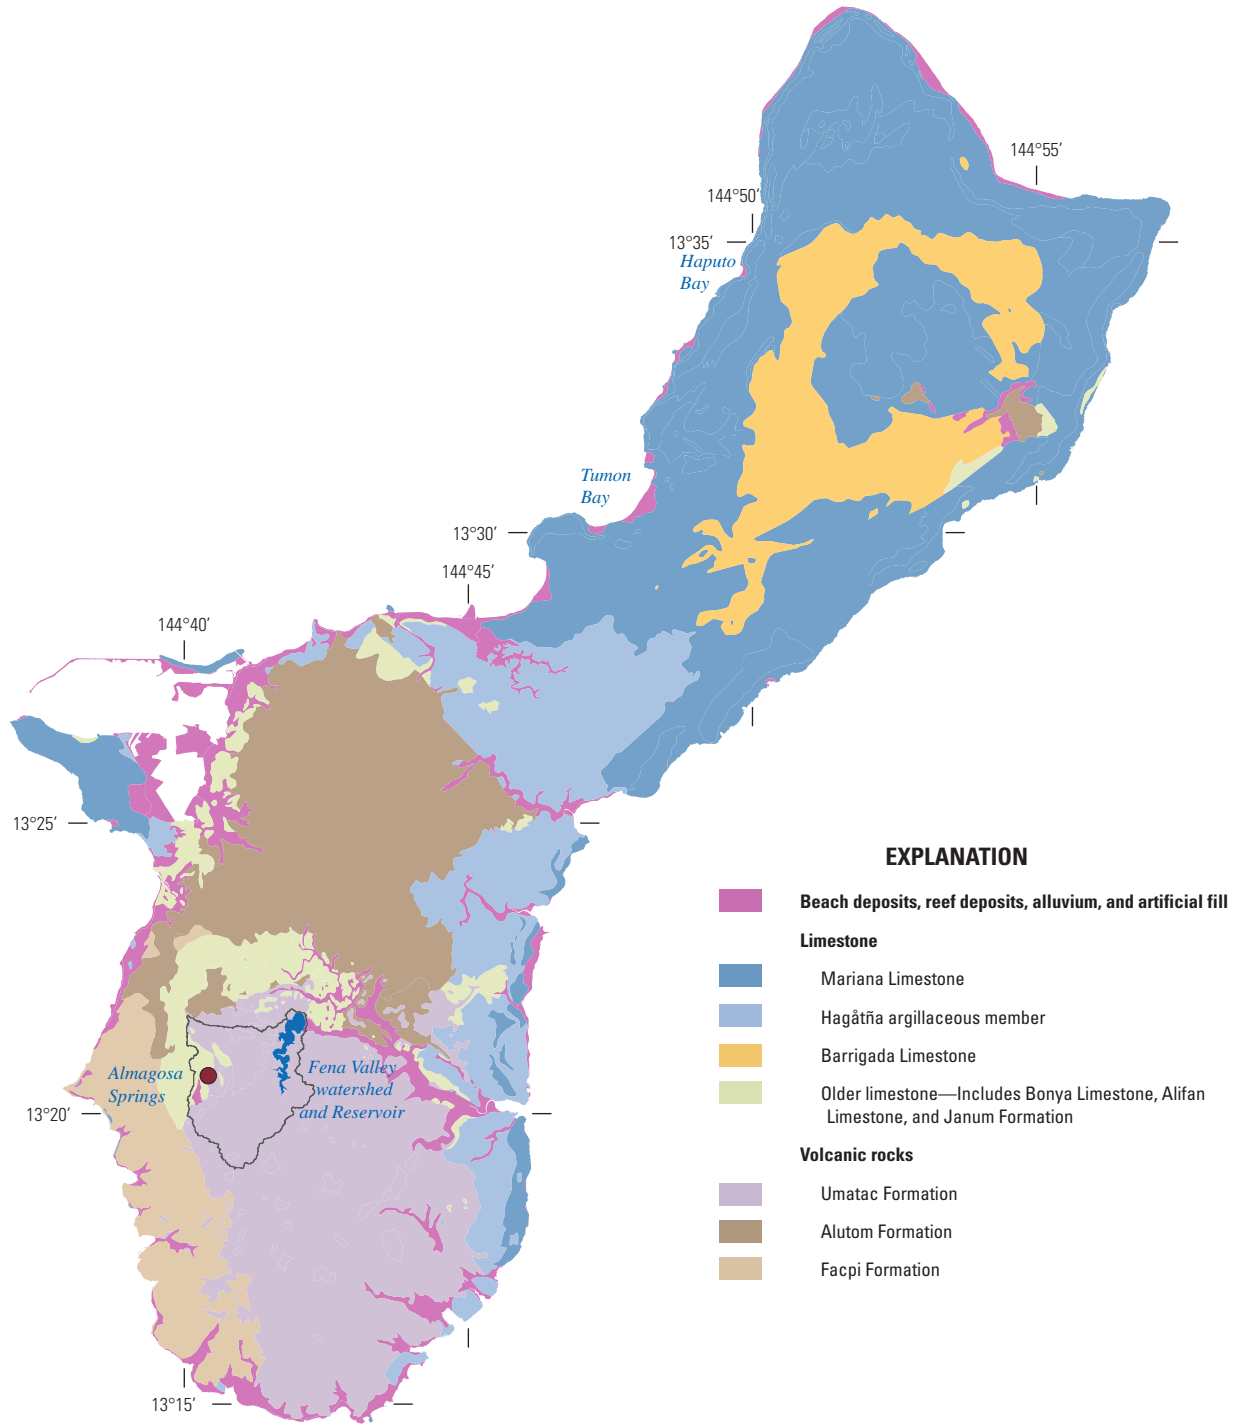 144°55′
144°50′
13°35′
Haputo
Bay
Tumon
Bay
13°30′
144°45′
144°40′
13°25′
EXPLANATION
Beach deposits, reef deposits, alluvium, and artificial fill
Limestone
Mariana Limestone
Hagåtña argillaceous member
Barrigada Limestone
Older limestone—Includes Bonya Limestone, Alifan
Limestone, and Janum Formation
Volcanic rocks
Umatac Formation
Alutom Formation
Facpi Formation
Almagosa
Springs
Fena Valley
watershed
and Reservoir
13°20′
13°15′